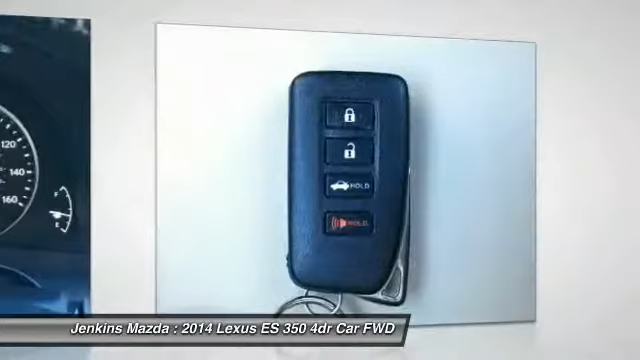 120
140
160
F
E
HOLD
HOLD
Jenkins Mazda : 2014 Lexus ES 350 4dr Car FWD